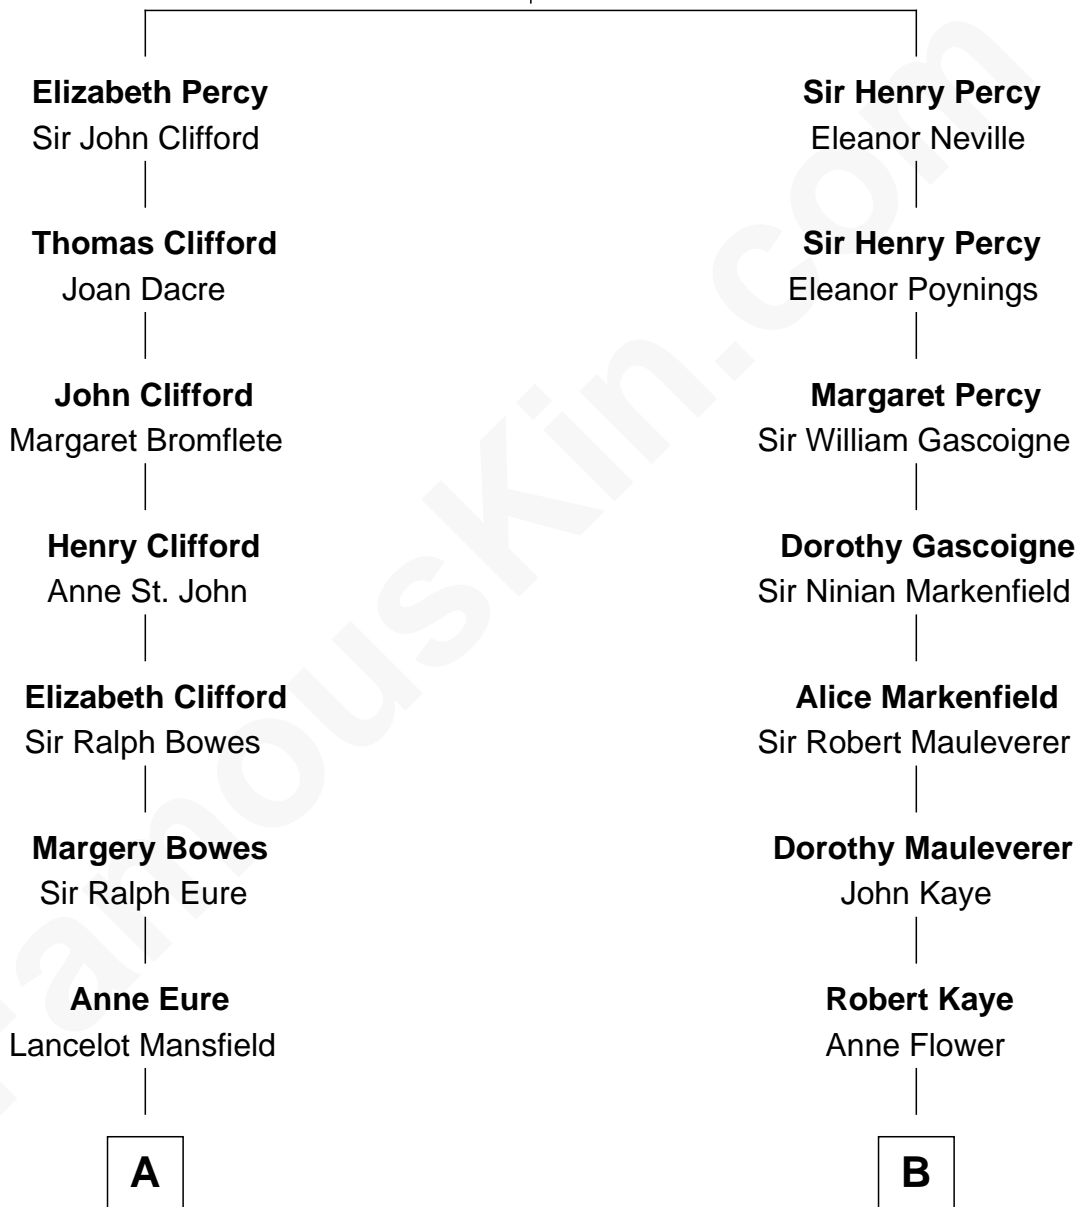 Elizabeth Percy
Sir John Clifford
Thomas Clifford
Joan Dacre
John Clifford
Margaret Bromflete
Henry Clifford
Anne St. John
Elizabeth Clifford
Sir Ralph Bowes
Margery Bowes
Sir Ralph Eure
Anne Eure
Lancelot Mansfield
A
Sir Henry Percy
Eleanor Neville
Sir Henry Percy
Eleanor Poynings
Margaret Percy
Sir William Gascoigne
Dorothy Gascoigne
Sir Ninian Markenfield
Alice Markenfield
Sir Robert Mauleverer
Dorothy Mauleverer
John Kaye
Robert Kaye
Anne Flower
B
FamousKin.com